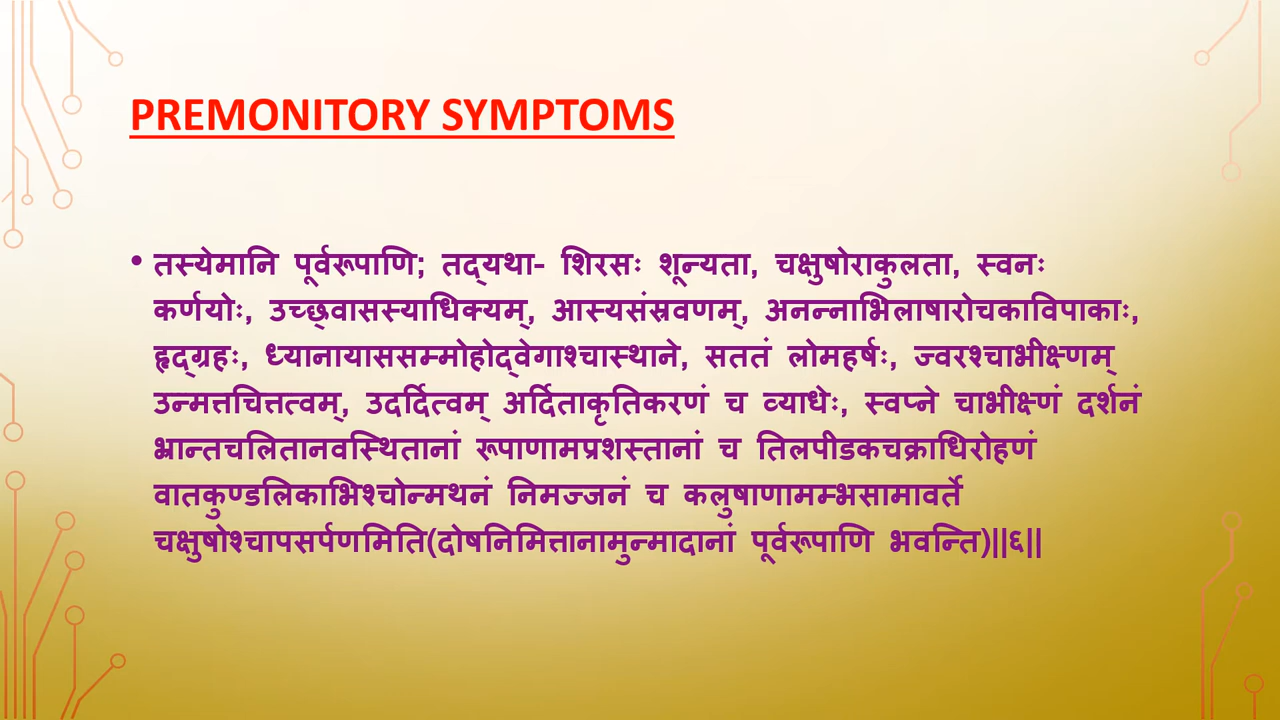 PREMONITORY SYMPTOMS
• तस्येमानि पूर्वरूपाणि; तद्यथा- शिरसः शून्यता, चक्षुषोराकुलता, स्वनः
कर्णयोः, उच्छ्वासस्याधिक्यम्, आस्यसंस्रवणम्, अनन्नाभिलाषारोचकाविपाकाः,
हृद्ग्रहः, ध्यानायाससम्मोहोद्वेगाश्चास्थाने, सततं लोमहर्षः, ज्वरश्चाभीक्ष्णम्
उन्मत्तचित्तत्वम्, उदर्दित्वम् अर्दिताकृतिकरणं च व्याधेः, स्वप्ने चाभीक्ष्णं दर्शनं
भ्रान्तचलितानवस्थितानां रूपाणामप्रशस्तानां च तिलपीडकचक्राधिरोहणं
वातकुण्डलिकाभिश्चोन्मथनं निमज्जनं च कलुषाणामम्भसामावर्ते
चक्षुषोश्चापसर्पणमिति(दोषनिमित्तानामुन्मादानां पूर्वरूपाणि भवन्ति)||६||